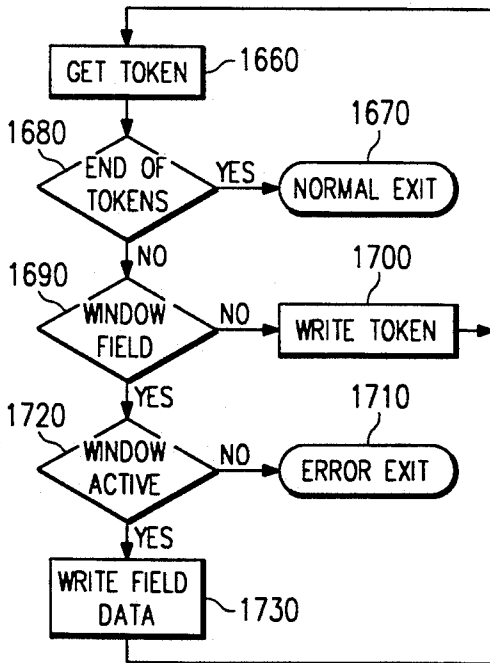 GET TOKEN
1660
1680
END OF
TOKENS
YES
1670
NORMAL EXIT
NO
1690
WINDOW
FIELD
NO
1700
WRITE TOKEN
YES
1720
WINDOW
ACTIVE
NO
1710
ERROR EXIT
YES
WRITE FIELD
DATA
1730